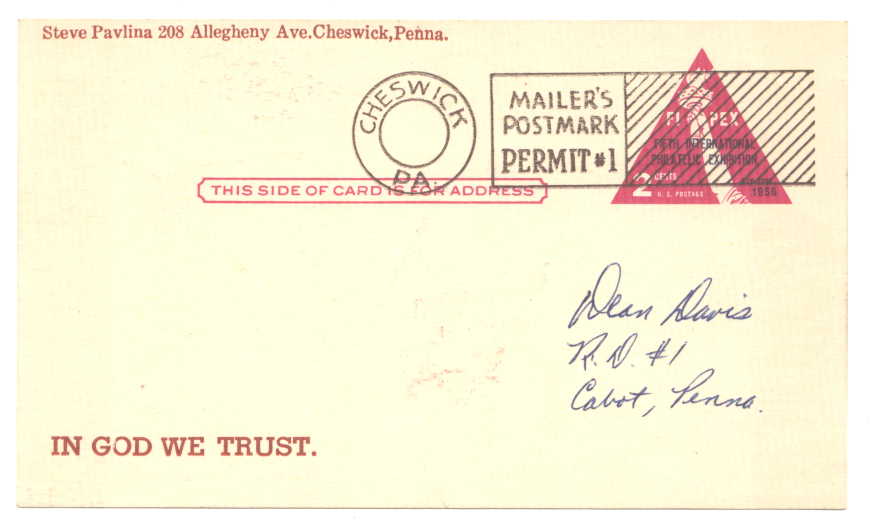 Steve Pavlina 208 Allegheny Ave.Cheswick,Penna.
CHESWICK
PA
MAILER'S
POSTMARK
PERMIT #1
FIPEX
FIFTH INTERNATIONAL
PHILATELIC EXHIBITION
2 CENTS
U. S. POSTAGE
1956
THIS SIDE OF CARD IS FOR ADDRESS
Dean Davis
R. D. #1
Cabot, Penna.
IN GOD WE TRUST.